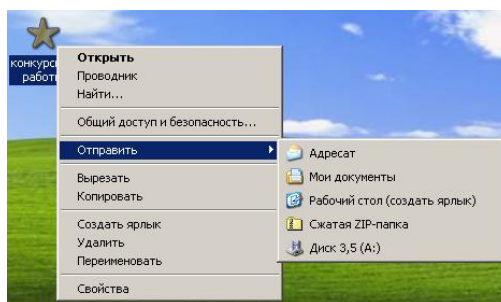 конкурс
работ
Открыть
Проводник
Найти...
Общий доступ и безопасность...
Отправить
Вырезать
Копировать
Создать ярлык
Удалить
Переименовать
Свойства
Адресат
Мои документы
Рабочий стол (создать ярлык)
Сжатая ZIP-папка
Диск 3,5 (A:)